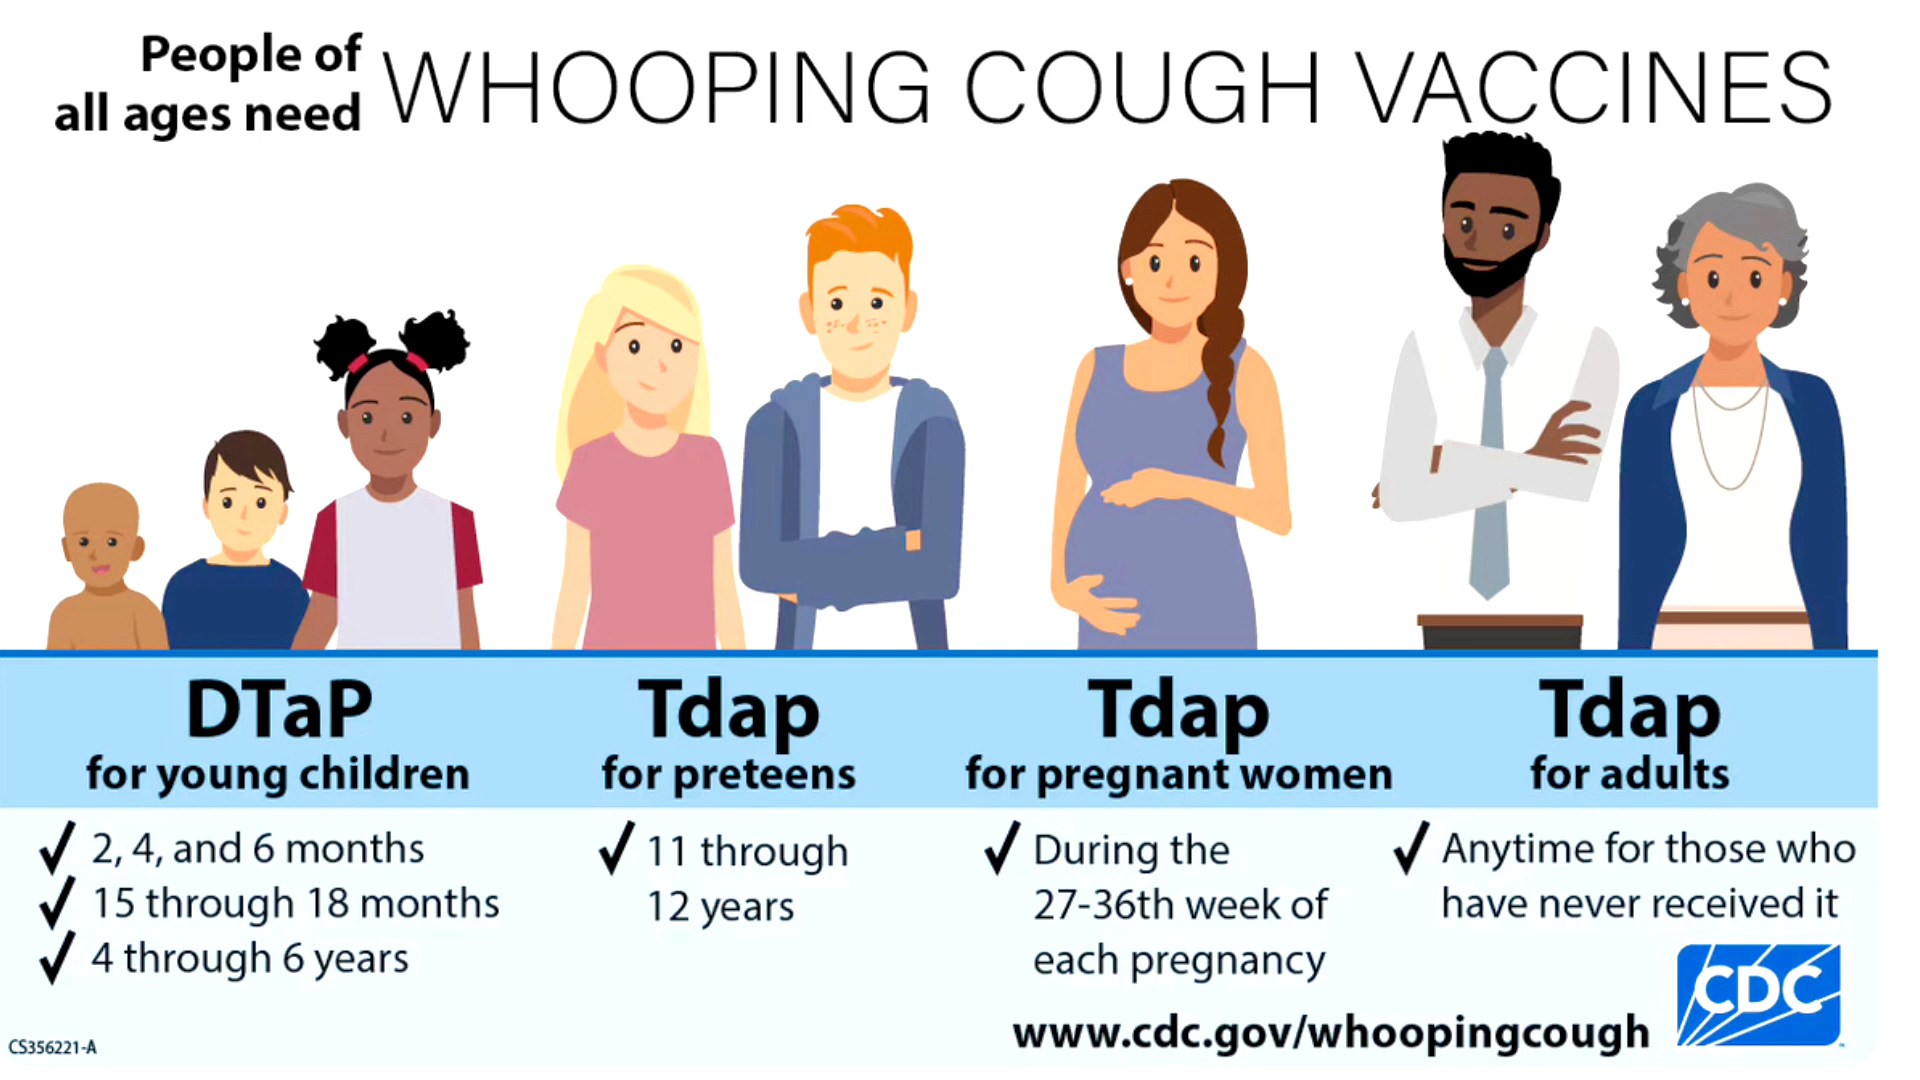 People of
all ages need
WHOOPING COUGH VACCINES
DTaP
for young children
✓ 2, 4, and 6 months
✓ 15 through 18 months
✓ 4 through 6 years
Tdap
for preteens
✓ 11 through
12 years
Tdap
for pregnant women
✓ During the
27-36th week of
each pregnancy
Tdap
for adults
✓ Anytime for those who
have never received it
www.cdc.gov/whoopingcough
CDC
CS356221-A